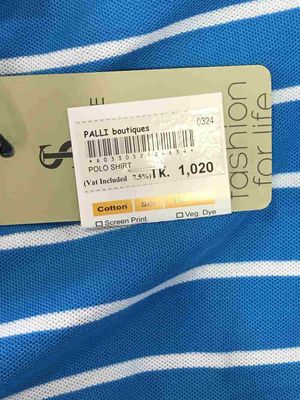 PALLI boutiques
0324
POLO SHIRT
(Vat Included 7.5%) TK. 1,020
Cotton
Screen Print
Veg. Dye
fashion
for life